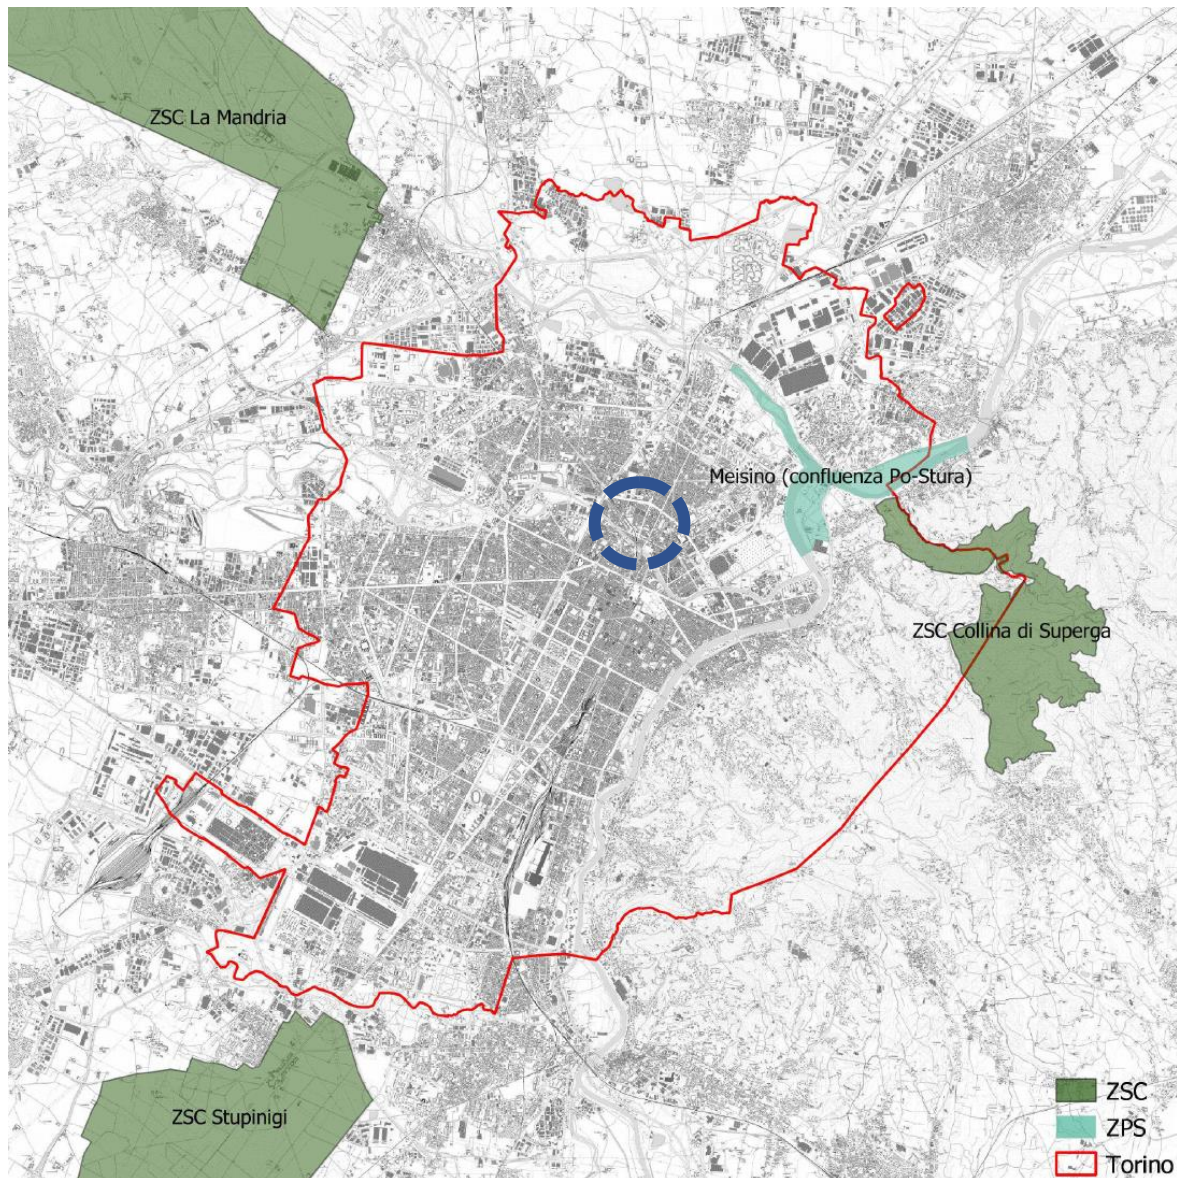 ZSC La Mandria
Meisino (confluenza Po-Stura)
ZSC Collina di Superga
ZSC Stupinigi
ZSC
ZPS
Torino